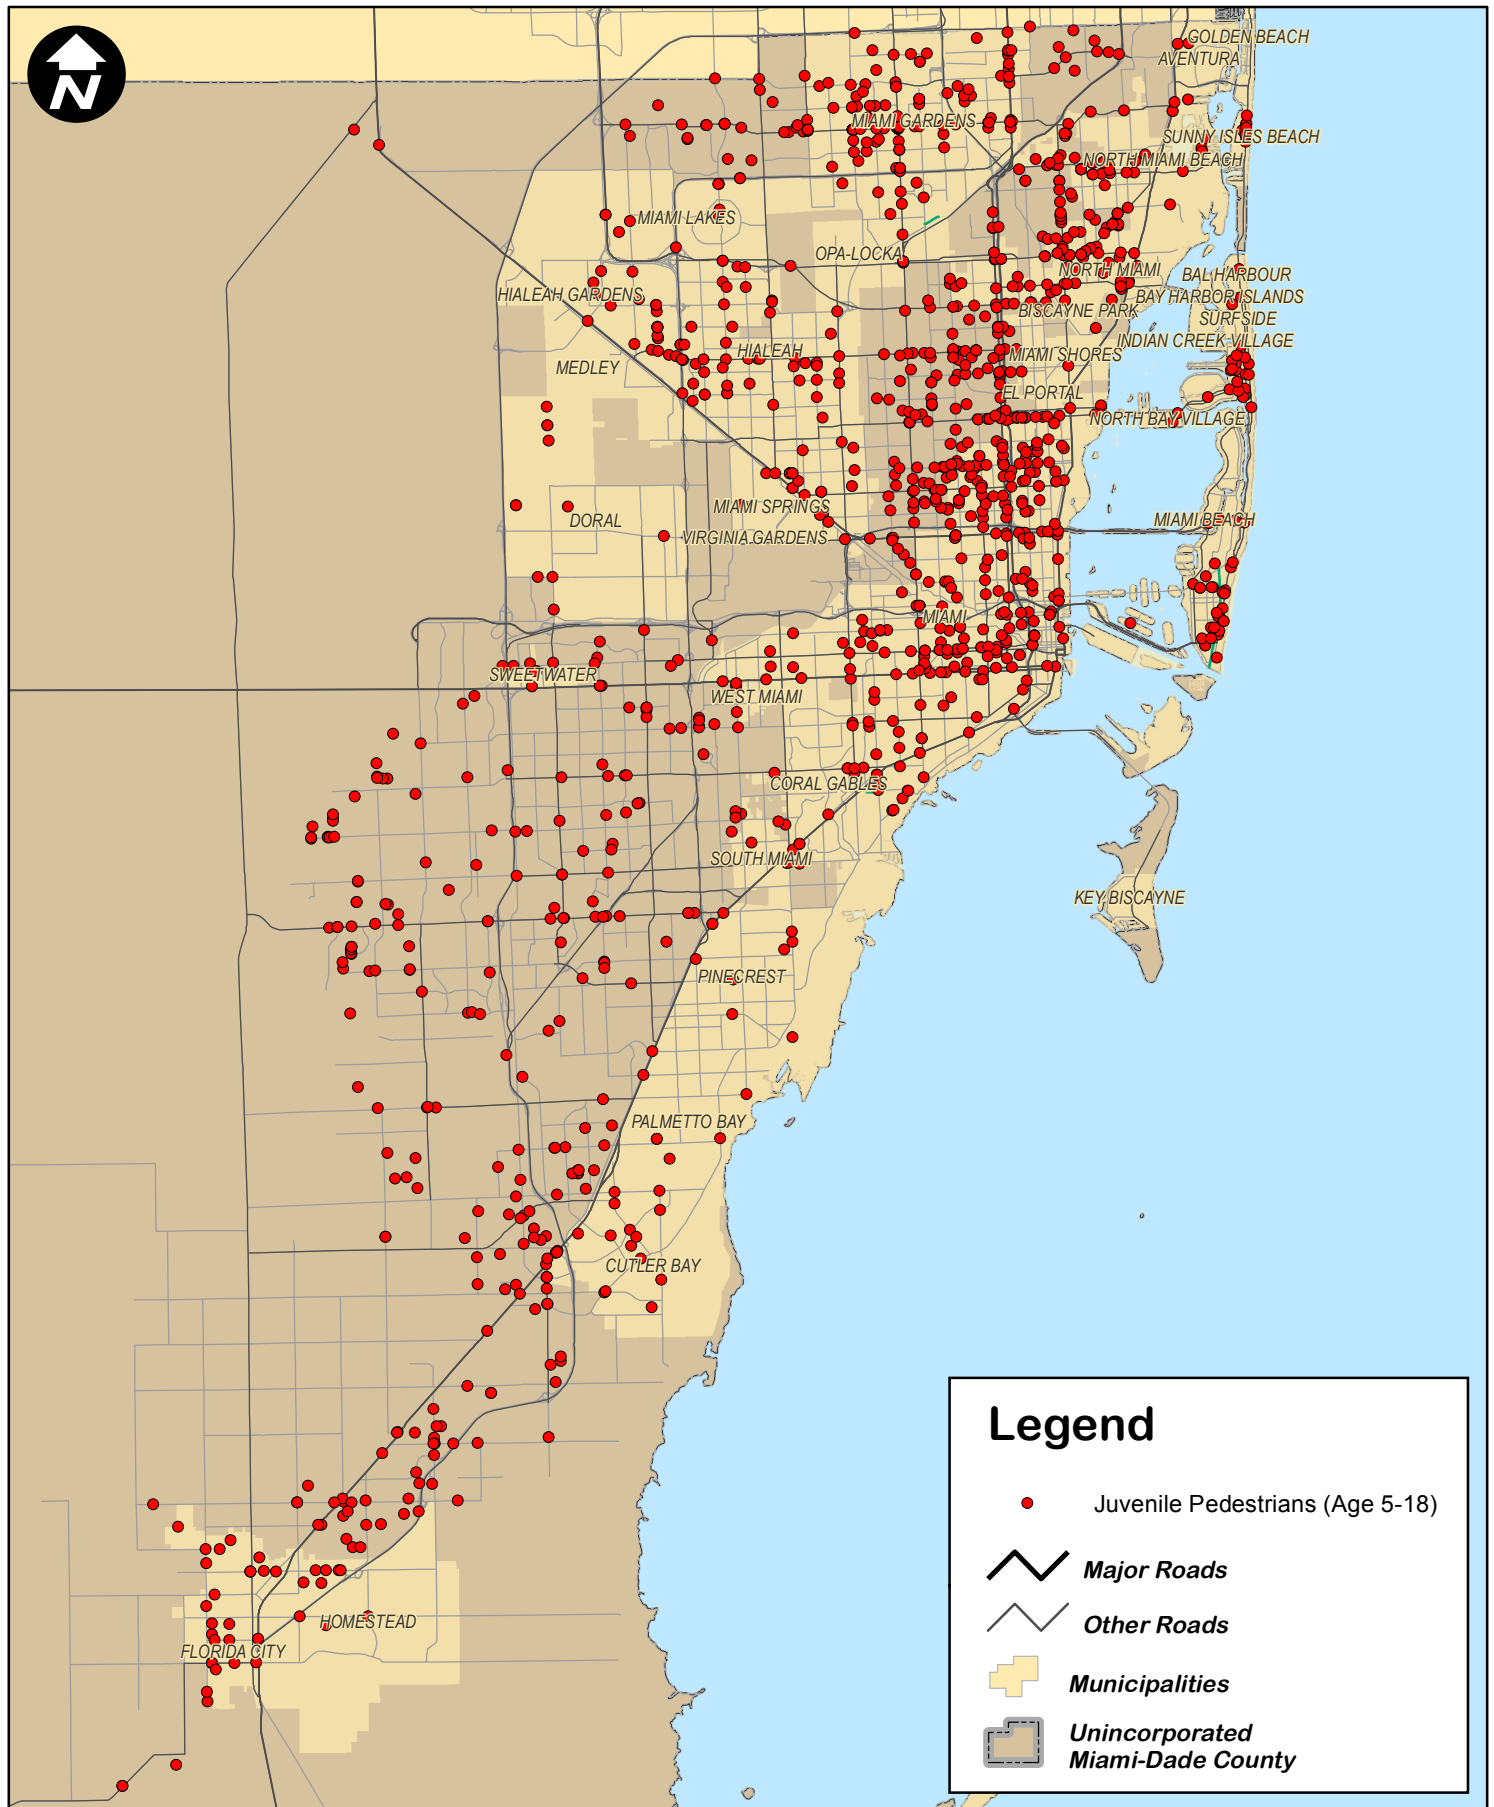 N
GOLDEN BEACH
AVENTURA
MIAMI GARDENS
SUNNY ISLES BEACH
NORTH MIAMI BEACH
MIAMI LAKES
OPA-LOCKA
NORTH MIAMI
BAL HARBOUR
HIALEAH GARDENS
BAY HARBOR ISLANDS
BISCAYNE PARK
SURFSIDE
INDIAN CREEK VILLAGE
HIALEAH
MIAMI SHORES
MEDLEY
EL PORTAL
NORTH BAY VILLAGE
MIAMI SPRINGS
DORAL
MIAMI BEACH
VIRGINIA GARDENS
MIAMI
SWEETWATER
WEST MIAMI
CORAL GABLES
SOUTH MIAMI
KEY BISCAYNE
PINECREST
PALMETTO BAY
CUTLER BAY
HOMESTEAD
FLORIDA CITY
Legend
Juvenile Pedestrians (Age 5-18)
Major Roads
Other Roads
Municipalities
Unincorporated
Miami-Dade County